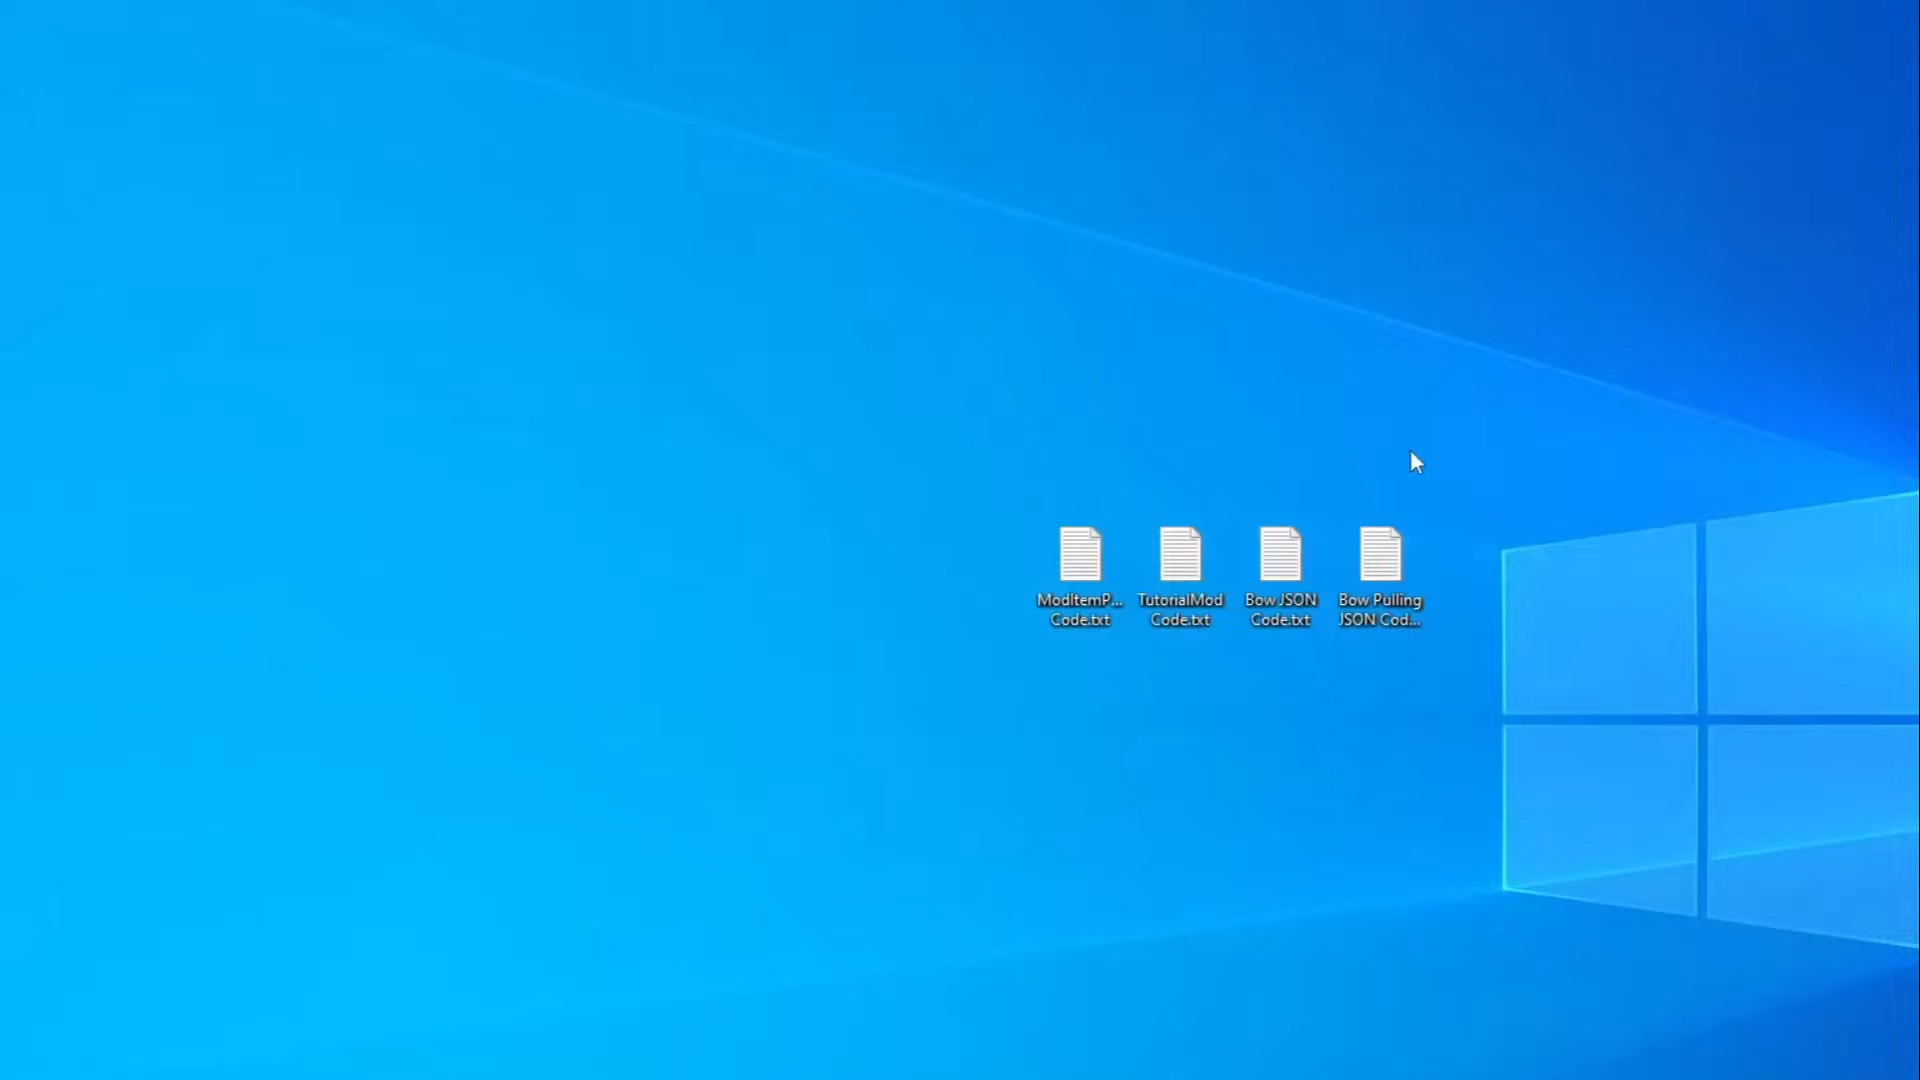 ModItemP...
Code.txt
TutorialMod
Code.txt
Bow JSON
Code.txt
Bow Pulling
JSON Cod...